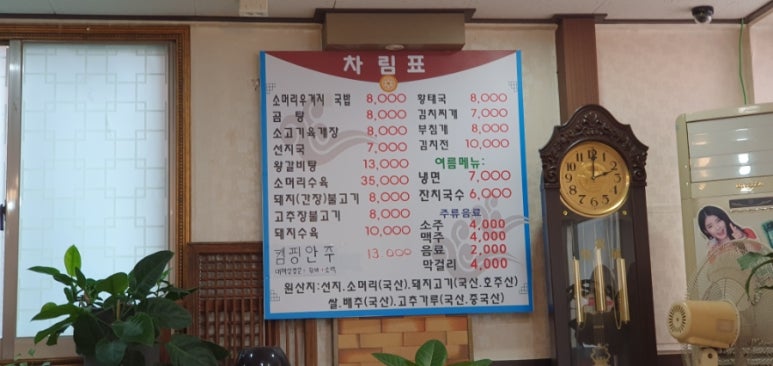 차림표
소머리우거지 국밥 8,000
곰 탕 8,000
소고기육개장 8,000
선지국 7,000
왕갈비탕 13,000
소머리수육 35,000
돼지(간장)불고기 8,000
고추장불고기 8,000
돼지수육 10,000
캠핑안주 13,000
황태국 8,000
김치찌개 7,000
부침개 8,000
김치전 10,000
여름메뉴:
냉면 7,000
잔치국수 6,000
주류음료
소주 4,000
맥주 4,000
음료 2,000
막걸리 4,000
원산지:선지.소머리(국산).돼지고기(국산.호주산)
쌀.배추(국산).고추가루(국산.중국산)